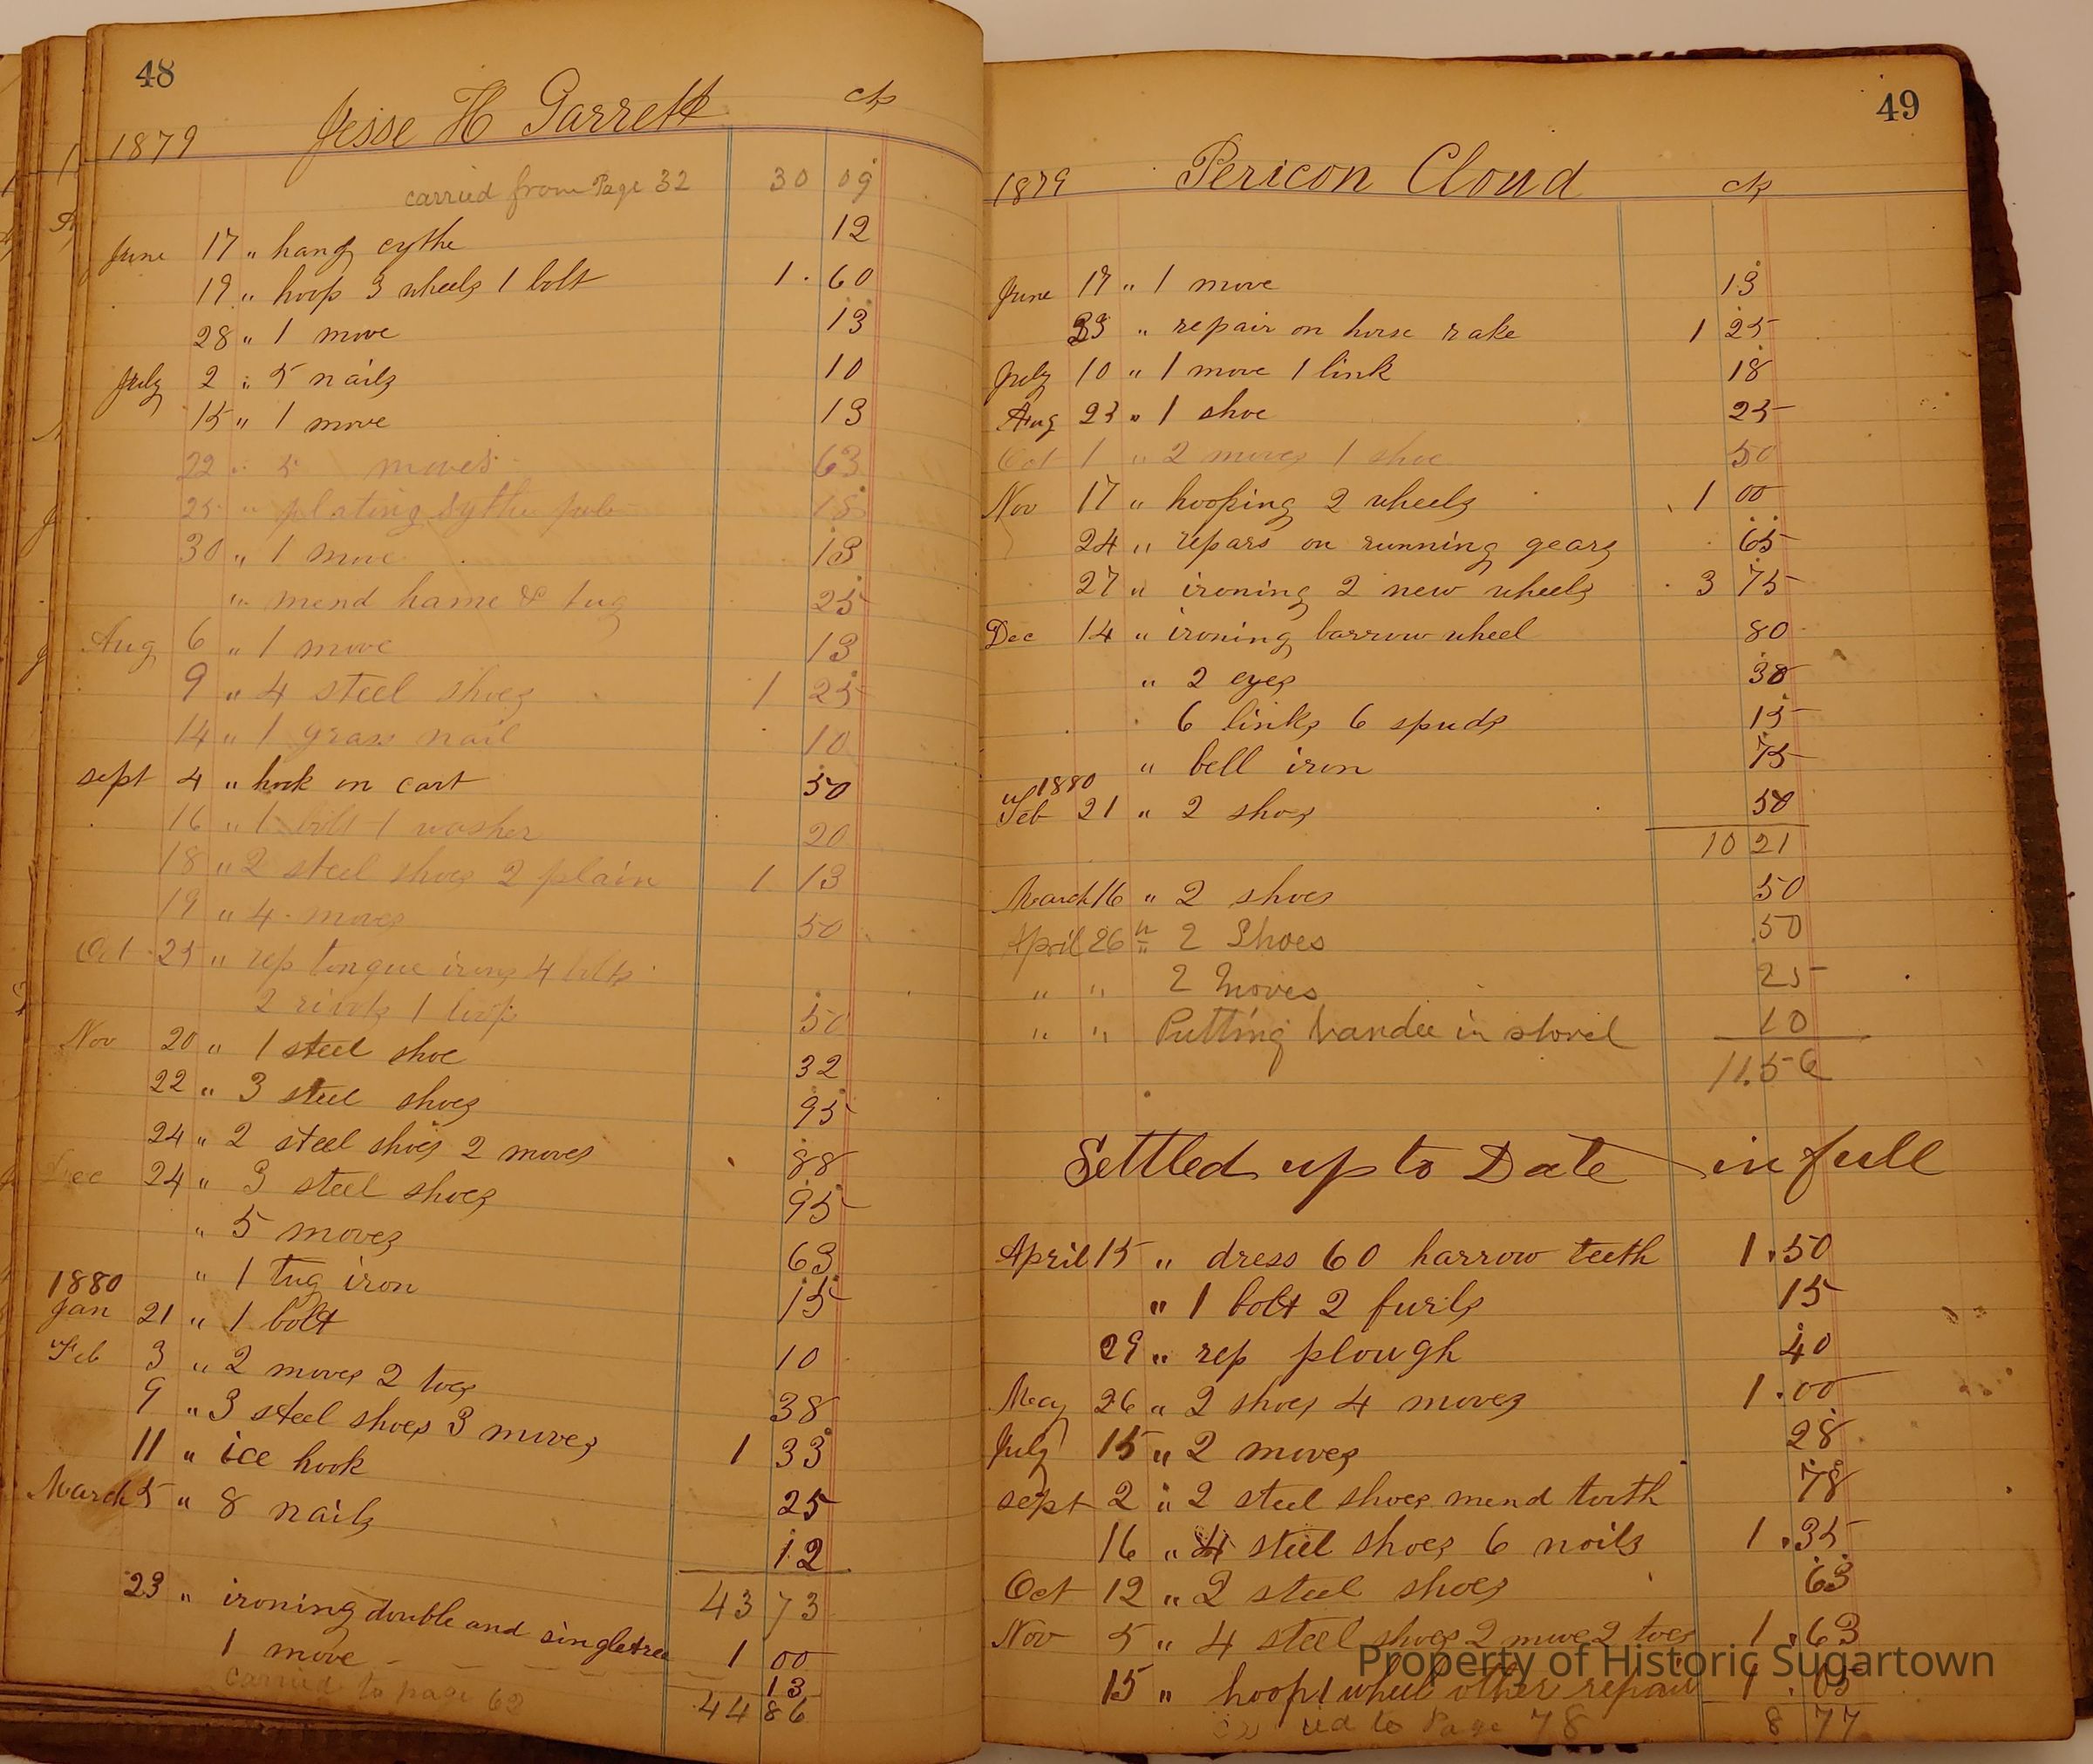 48
Jesse H Garrett
cts
1879
carried from Page 32 30 09
June 17 " hang cythe 12
19 " hoop 3 wheels 1 bolt 1. 60
28 " 1 move 13
July 2 " 5 nails 10
15 " 1 move 13
22 " 5 moves 63
25 " plating sythe 18
30 " 1 move 13
" mend hame & tug 25
Aug 6 " 1 move 13
9 " 4 steel shoes 1 25
14 " 1 grass nail 10
sept 4 " hook on cart 50
16 " 1 bolt 1 washer 20
18 " 2 steel shoes 2 plain 1 13
19 " 4 moves 50
Oct 25 " rep tongue irons 4 bolts
2 rivets 1 loop 50
Nov 20 " 1 steel shoe 32
22 " 3 steel shoes 95
24 " 2 steel shoes 2 moves 88
Dec 24 " 3 steel shoes 95
" 5 moves 63
" 1 tug iron 15
1880
Jan 21 " 1 bolt 10
Feb 3 " 2 moves 2 toes 38
9 " 3 steel shoes 3 moves 1 33
11 " ice hook 25
March 5 " 8 nails 12
43 73
23 " ironing double and singletree 1 00
1 move 13
carried to page 62 44 86
49
1879 Pericon Cloud cts
June 17 " 1 move 13
23 " repair on horse rake 1 25
July 10 " 1 move 1 link 18
Aug 23 " 1 shoe 25
Oct 1 " 2 moves 1 shoe 50
Nov 17 " hooping 2 wheels 1 00
24 " repars on running gears 65
27 " ironing 2 new wheels 3 75
Dec 14 " ironing barrow wheel 80
" 2 eyes 38
6 links 6 spuds 15
" bell iron 75
1880
Feb 21 " 2 shoes 50
10 21
March 16 " 2 shoes 50
April 26 " 2 Shoes 50
" " 2 Moves 25
" " Putting handle in shovel 10
11.56
Settled up to Date in full
April 15 " dress 60 harrow teeth 1.50
" 1 bolt 2 furls 15
29 " rep plough 40
May 26 " 2 shoes 4 moves 1.00
July 15 " 2 moves 28
sept 2 " 2 steel shoes mend tooth 78
16 " 4 steel shoes 6 nails 1.35
Oct 12 " 2 steel shoes 63
Nov 5 " 4 steel shoes 2 move 2 toes 1.63
15 " hoop 1 wheel other repair 1.05
to Page 78 8 77
Property of Historic Sugartown